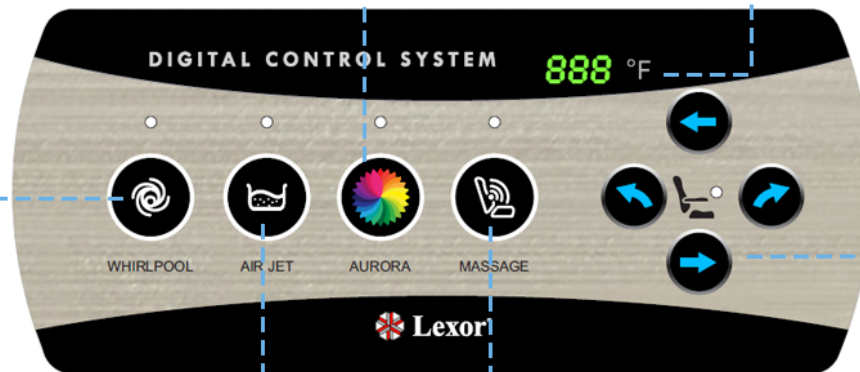 DIGITAL CONTROL SYSTEM
888 °F
WHIRLPOOL AIR JET AURORA MASSAGE
Lexor